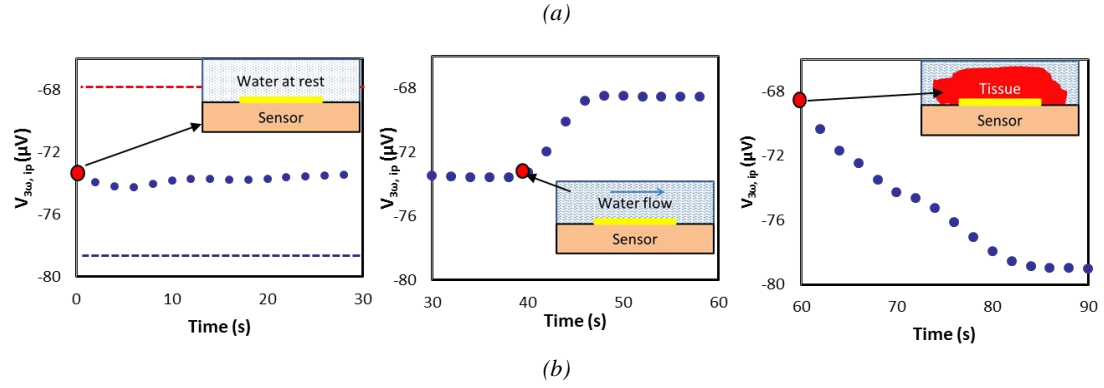 (a)
V3ω, ip (µV)
-68
-72
-76
-80
0
10
20
30
Time (s)
Water at rest
Sensor
V3ω, ip (µV)
-68
-72
-76
-80
30
40
50
60
Time (s)
Water flow
Sensor
V3ω, ip (µV)
-68
-72
-76
-80
60
70
80
90
Time (s)
Tissue
Sensor
(b)